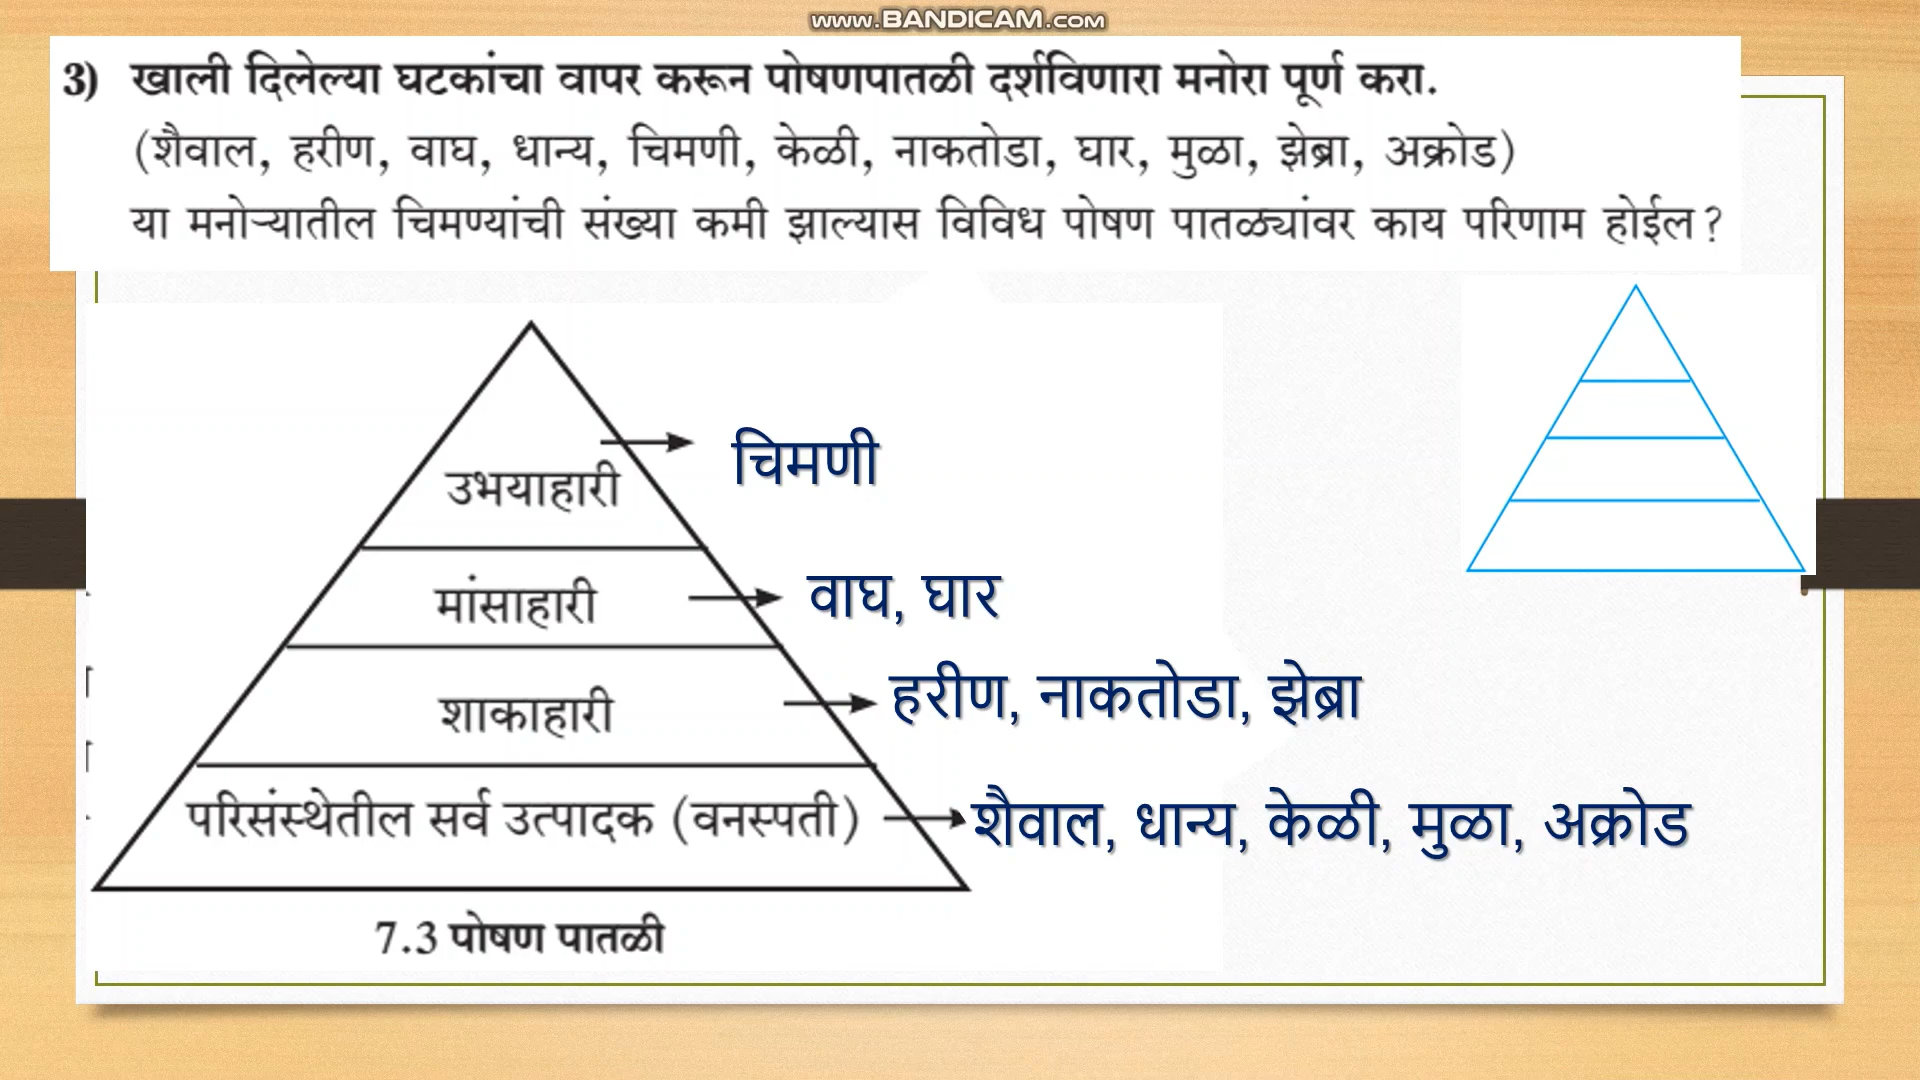 www.BANDICAM.com
3) खाली दिलेल्या घटकांचा वापर करून पोषणपातळी दर्शविणारा मनोरा पूर्ण करा.
(शैवाल, हरीण, वाघ, धान्य, चिमणी, केळी, नाकतोडा, घार, मुळा, झेब्रा, अक्रोड)
या मनोऱ्यातील चिमण्यांची संख्या कमी झाल्यास विविध पोषण पातळ्यांवर काय परिणाम होईल?
उभयाहारी
चिमणी
मांसाहारी
वाघ, घार
शाकाहारी
हरीण, नाकतोडा, झेब्रा
परिसंस्थेतील सर्व उत्पादक (वनस्पती)
शैवाल, धान्य, केळी, मुळा, अक्रोड
7.3 पोषण पातळी